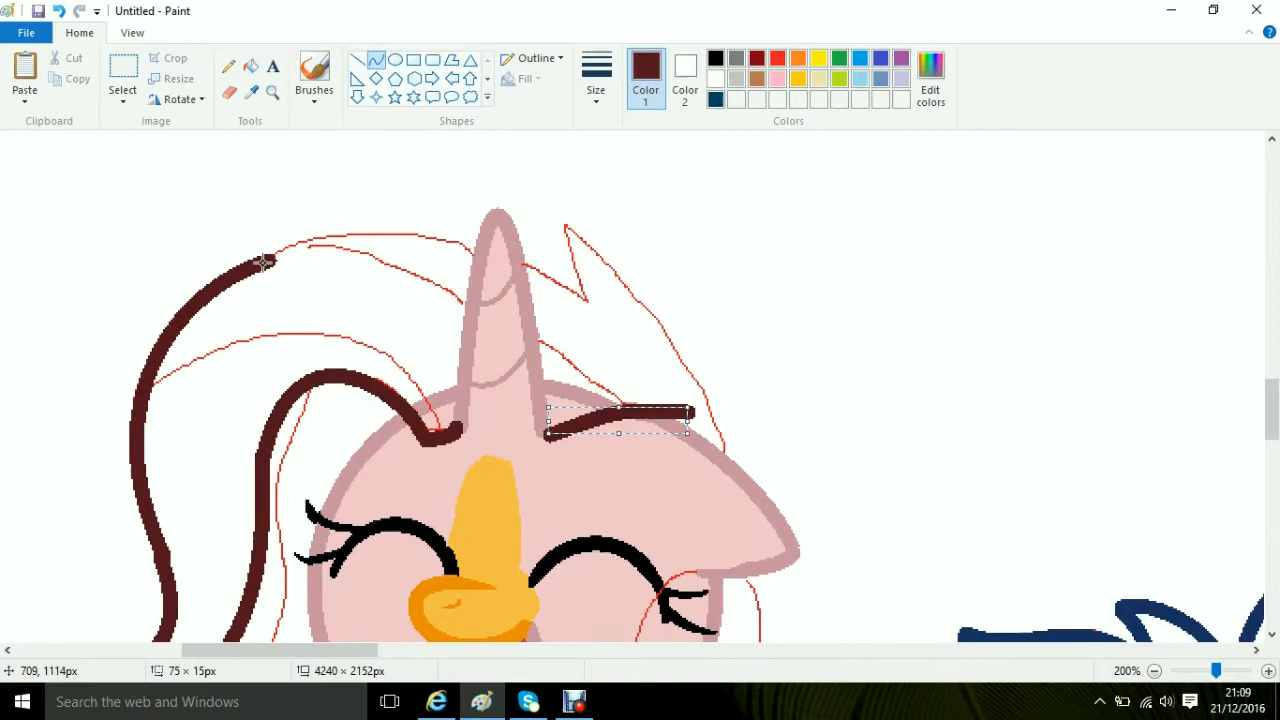 Untitled - Paint
File
Home
View
Paste
Cut
Copy
Clipboard
Select
Crop
Resize
Rotate
Image
A
Tools
Brushes
Outline
Fill
Shapes
Size
Color
1
Color
2
Edit
colors
Colors
709, 1114px
75 × 15px
4240 × 2152px
200%
Search the web and Windows
21:09
21/12/2016